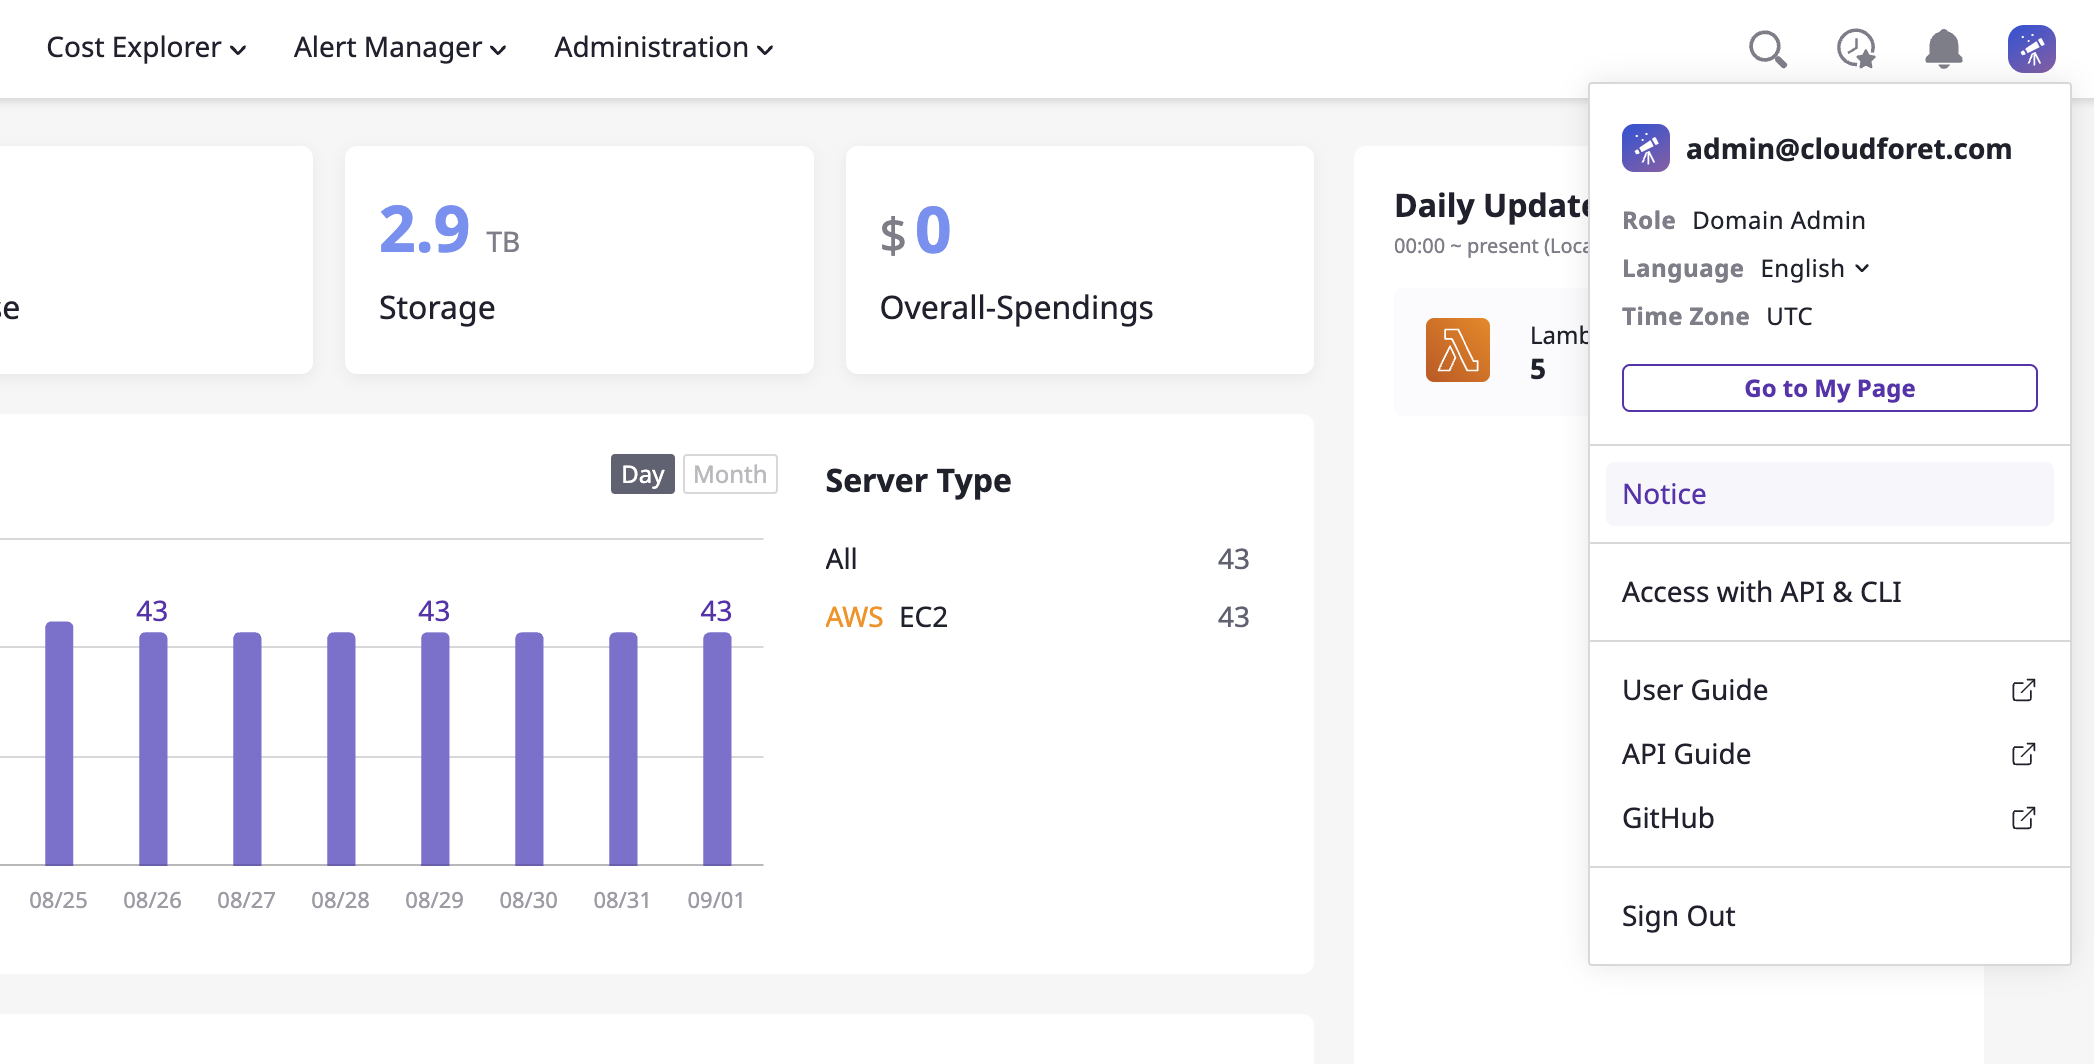 Cost Explorer Alert Manager Administration
admin@cloudforet.com
Role Domain Admin
Language English
Time Zone UTC
Go to My Page
Notice
Access with API & CLI
User Guide
API Guide
GitHub
Sign Out
2.9 TB
Storage
$ 0
Overall-Spendings
Daily Update
00:00 ~ present (Loca
Lamb
5
Day Month
43 43 43
08/25 08/26 08/27 08/28 08/29 08/30 08/31 09/01
Server Type
All 43
AWS EC2 43